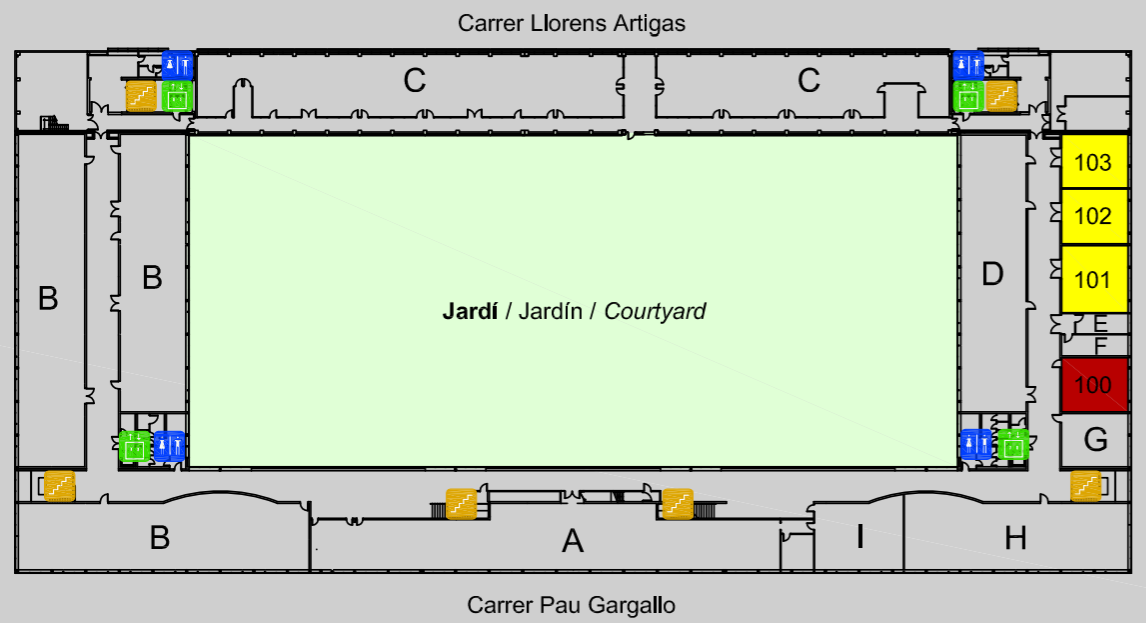 Carrer Llorens Artigas
C
C
103
102
101
B
B
D
Jardí / Jardín / Courtyard
E
F
100
G
B
A
I
H
Carrer Pau Gargallo